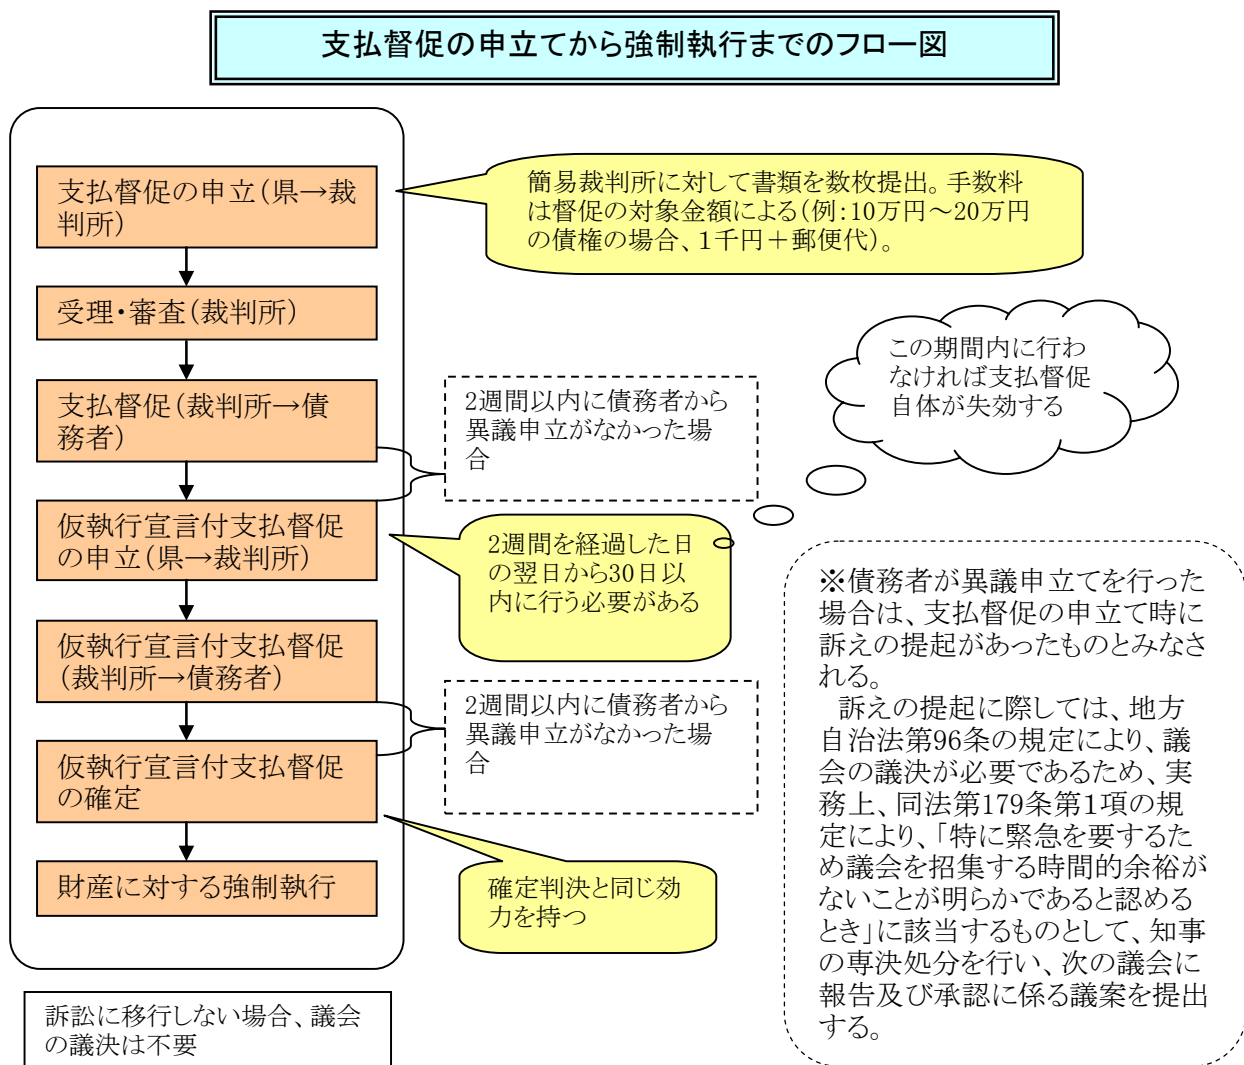 支払督促の申立てから強制執行までのフロー図
支払督促の申立(県→裁
判所)
簡易裁判所に対して書類を数枚提出。手数料
は督促の対象金額による(例:10万円～20万円
の債権の場合、1千円＋郵便代)。
受理・審査(裁判所)
この期間内に行わ
なければ支払督促
自体が失効する
支払督促(裁判所→債
務者)
2週間以内に債務者から
異議申立がなかった場
合
仮執行宣言付支払督促
の申立(県→裁判所)
2週間を経過した日
の翌日から30日以
内に行う必要がある
仮執行宣言付支払督促
(裁判所→債務者)
2週間以内に債務者から
異議申立がなかった場
合
仮執行宣言付支払督促
の確定
確定判決と同じ効
力を持つ
財産に対する強制執行
※債務者が異議申立てを行った
場合は、支払督促の申立て時に
訴えの提起があったものとみなさ
れる。
訴えの提起に際しては、地方
自治法第96条の規定により、議
会の議決が必要であるため、実
務上、同法第179条第1項の規
定により、「特に緊急を要するた
め議会を招集する時間的余裕が
ないことが明らかであると認める
とき」に該当するものとして、知事
の専決処分を行い、次の議会に
報告及び承認に係る議案を提出
する。
訴訟に移行しない場合、議会
の議決は不要